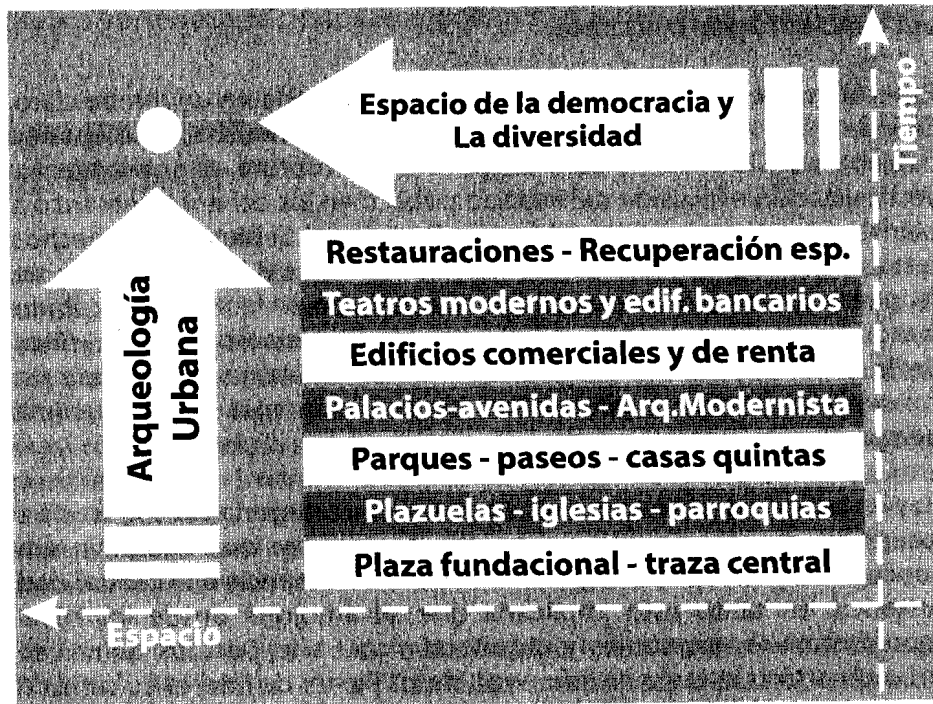 Espacio de la democracia y
La diversidad
Tiempo
Restauraciones - Recuperación esp.
Teatros modernos y edif. bancarios
Edificios comerciales y de renta
Palacios-avenidas - Arq.Modernista
Parques - paseos - casas quintas
Plazuelas - iglesias - parroquias
Plaza fundacional - traza central
Arqueología
Urbana
Espacio